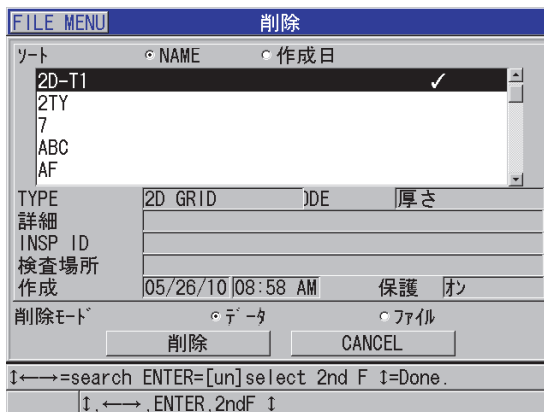 FILE MENU 削除
ソート NAME 作成日
2D-T1 ✓
2TY
7
ABC
AF
TYPE 2D GRID ODE 厚さ
詳細
INSP ID
検査場所
作成 05/26/10 08:58 AM 保護 オン
削除モード データ ファイル
削除 CANCEL
↕←→=search ENTER=[un]select 2nd F ↕=Done.
↕,←→,ENTER,2ndF ↕